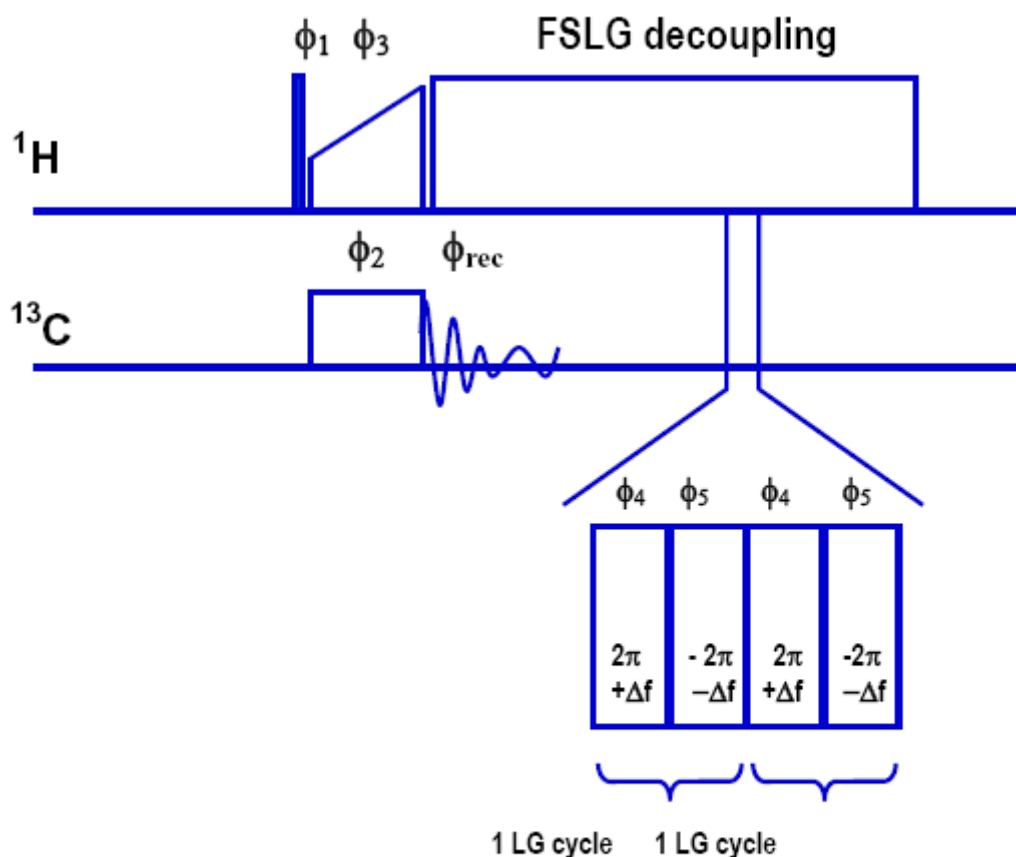 ϕ₁ ϕ₃ FSLG decoupling
¹H
ϕ₂ ϕrec
¹³C
ϕ₄ ϕ₅ ϕ₄ ϕ₅
2π - 2π 2π -2π
+Δf –Δf +Δf –Δf
1 LG cycle 1 LG cycle